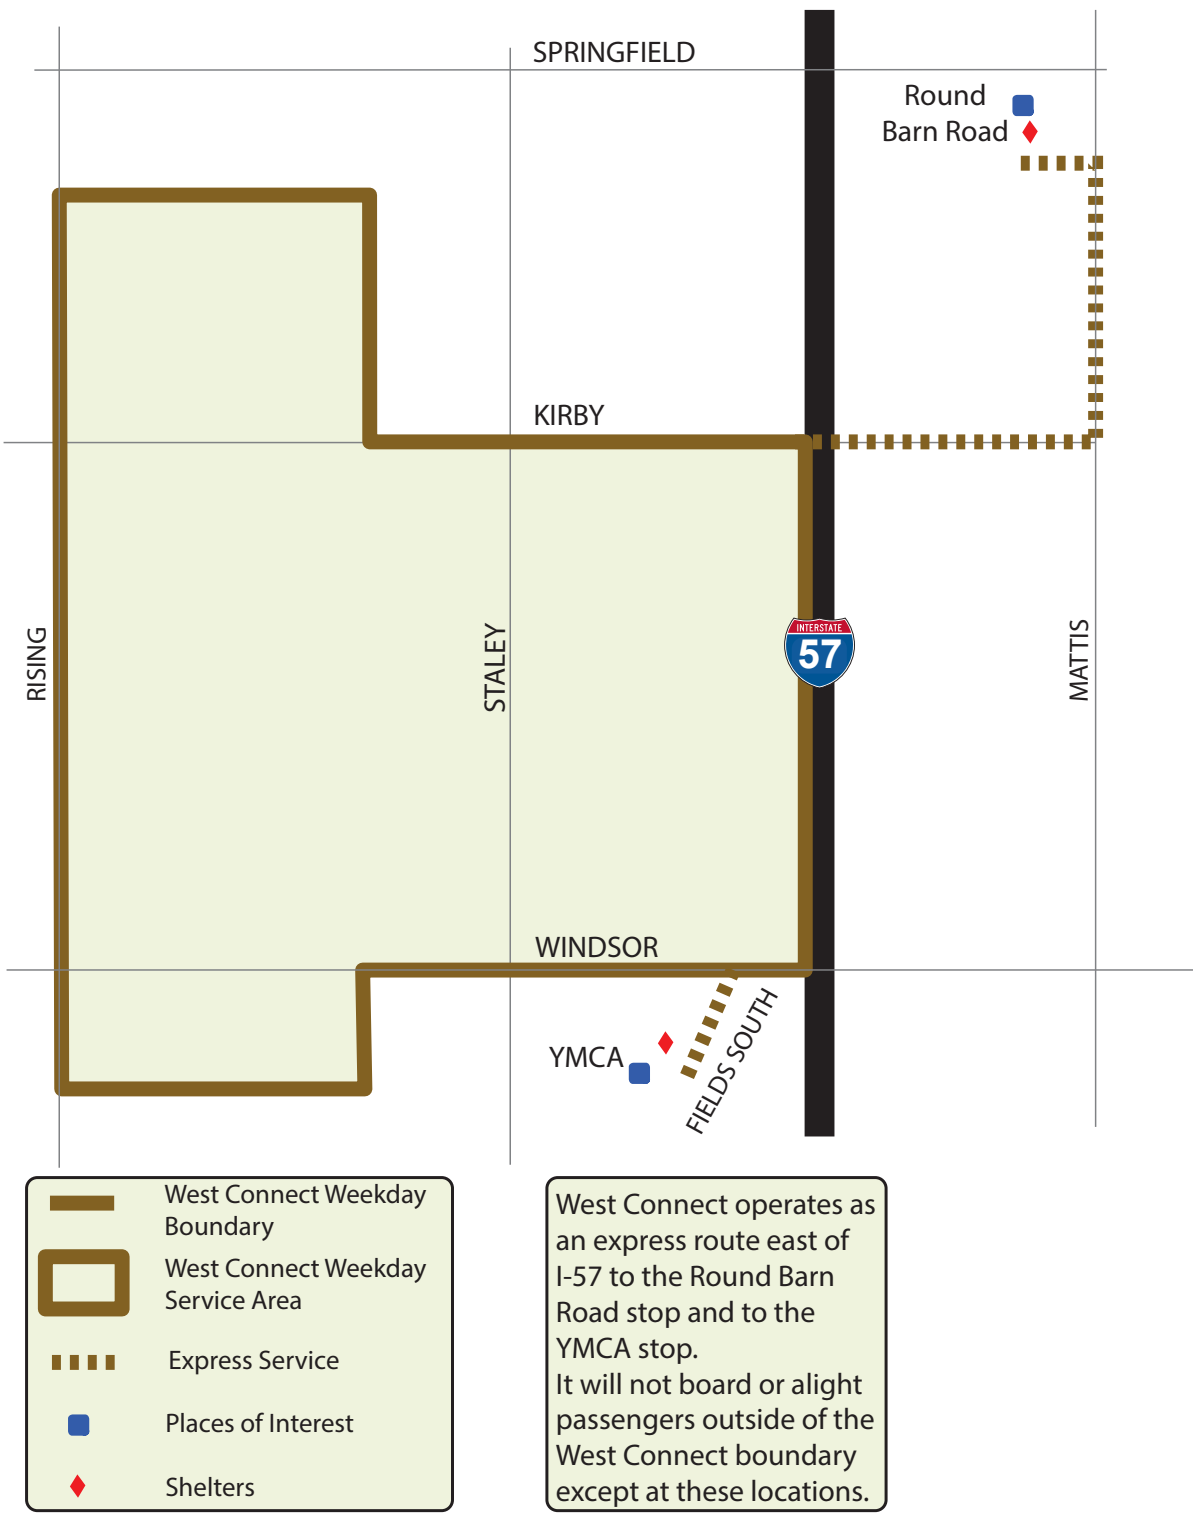 SPRINGFIELD
Round
Barn Road
KIRBY
RISING
STALEY
INTERSTATE
57
MATTIS
WINDSOR
YMCA
FIELDS SOUTH
West Connect Weekday
Boundary
West Connect Weekday
Service Area
Express Service
Places of Interest
Shelters
West Connect operates as
an express route east of
I-57 to the Round Barn
Road stop and to the
YMCA stop.
It will not board or alight
passengers outside of the
West Connect boundary
except at these locations.